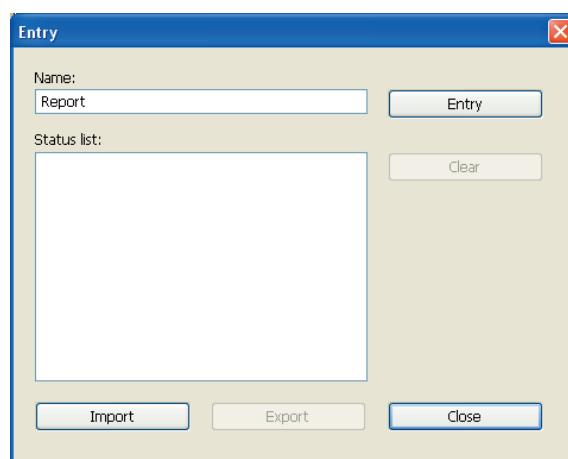 Entry
Name:
Report
Entry
Status list:
Clear
Import
Export
Close